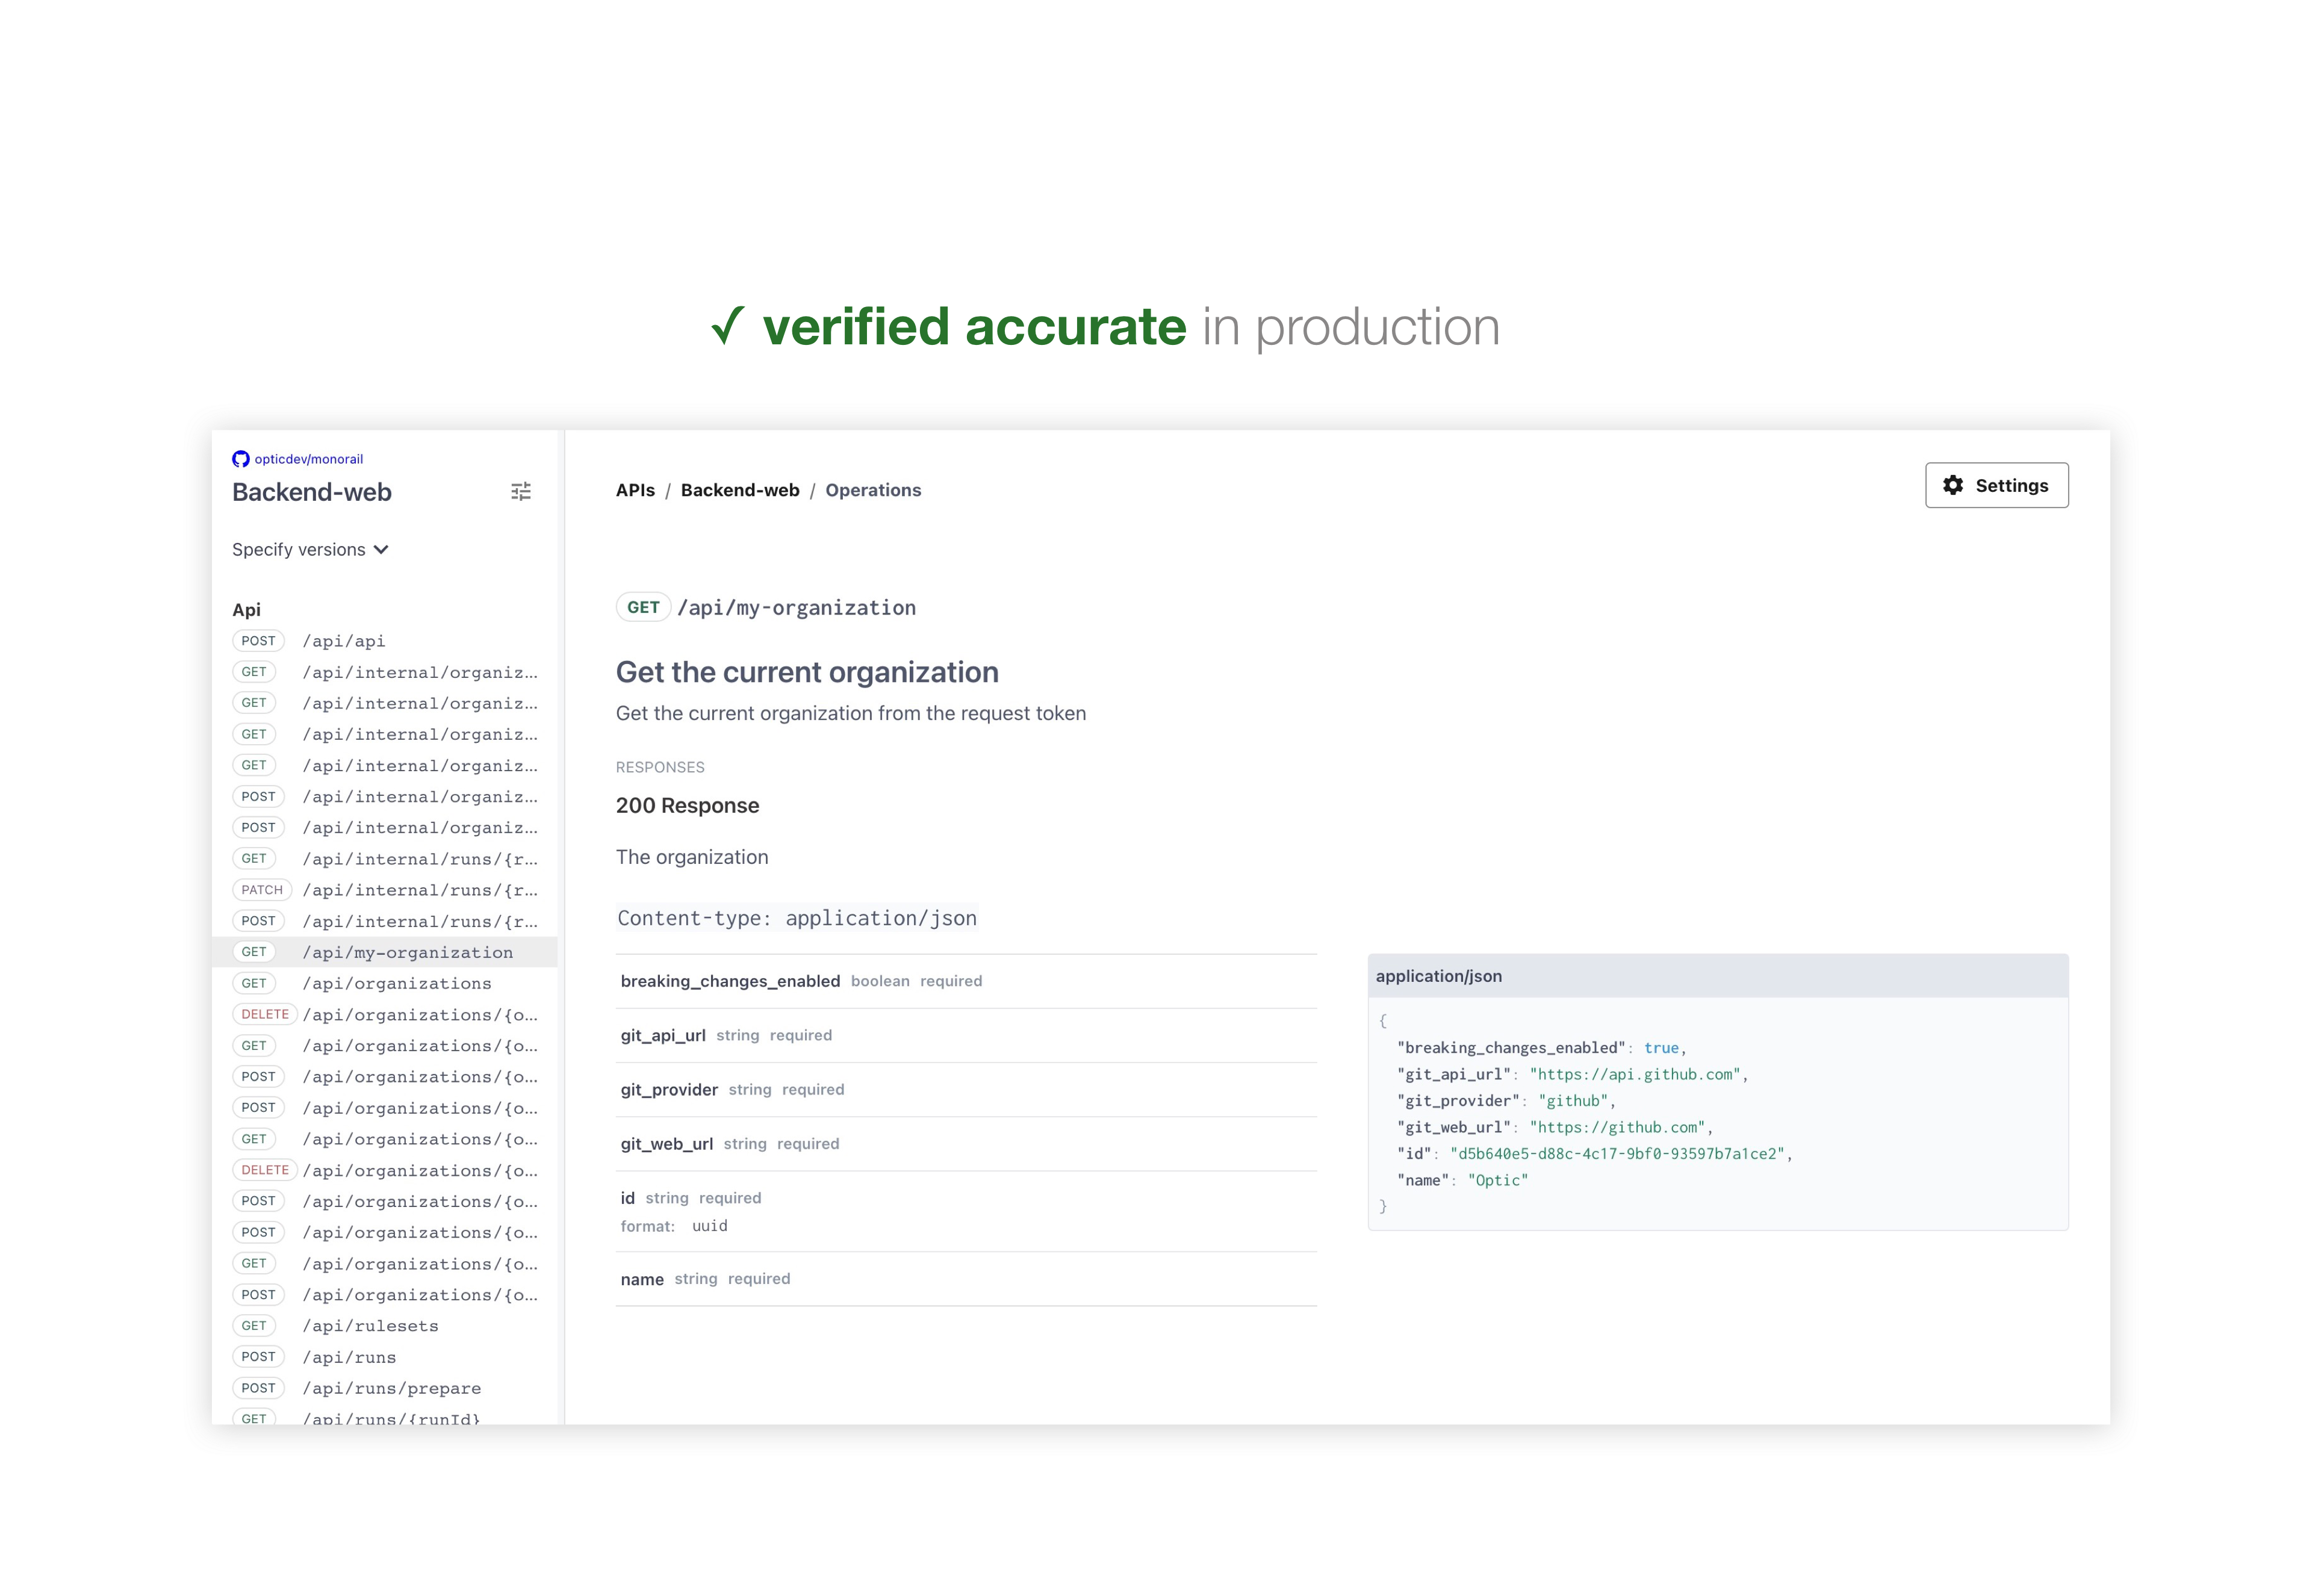 ✓ verified accurate in production
opticdev/monorail
Backend-web
Specify versions
Api
POST /api/api
GET /api/internal/organiz...
GET /api/internal/organiz...
GET /api/internal/organiz...
GET /api/internal/organiz...
POST /api/internal/organiz...
POST /api/internal/organiz...
GET /api/internal/runs/{r...
PATCH /api/internal/runs/{r...
POST /api/internal/runs/{r...
GET /api/my-organization
GET /api/organizations
DELETE /api/organizations/{o...
GET /api/organizations/{o...
POST /api/organizations/{o...
POST /api/organizations/{o...
GET /api/organizations/{o...
DELETE /api/organizations/{o...
POST /api/organizations/{o...
POST /api/organizations/{o...
GET /api/organizations/{o...
POST /api/organizations/{o...
GET /api/rulesets
POST /api/runs
POST /api/runs/prepare
GET /api/runs/{runId}
APIs / Backend-web / Operations
Settings
GET /api/my-organization
Get the current organization
Get the current organization from the request token
RESPONSES
200 Response
The organization
Content-type: application/json
breaking_changes_enabled boolean required
git_api_url string required
git_provider string required
git_web_url string required
id string required
format: uuid
name string required
application/json
{
"breaking_changes_enabled": true,
"git_api_url": "https://api.github.com",
"git_provider": "github",
"git_web_url": "https://github.com",
"id": "d5b640e5-d88c-4c17-9bf0-93597b7a1ce2",
"name": "Optic"
}